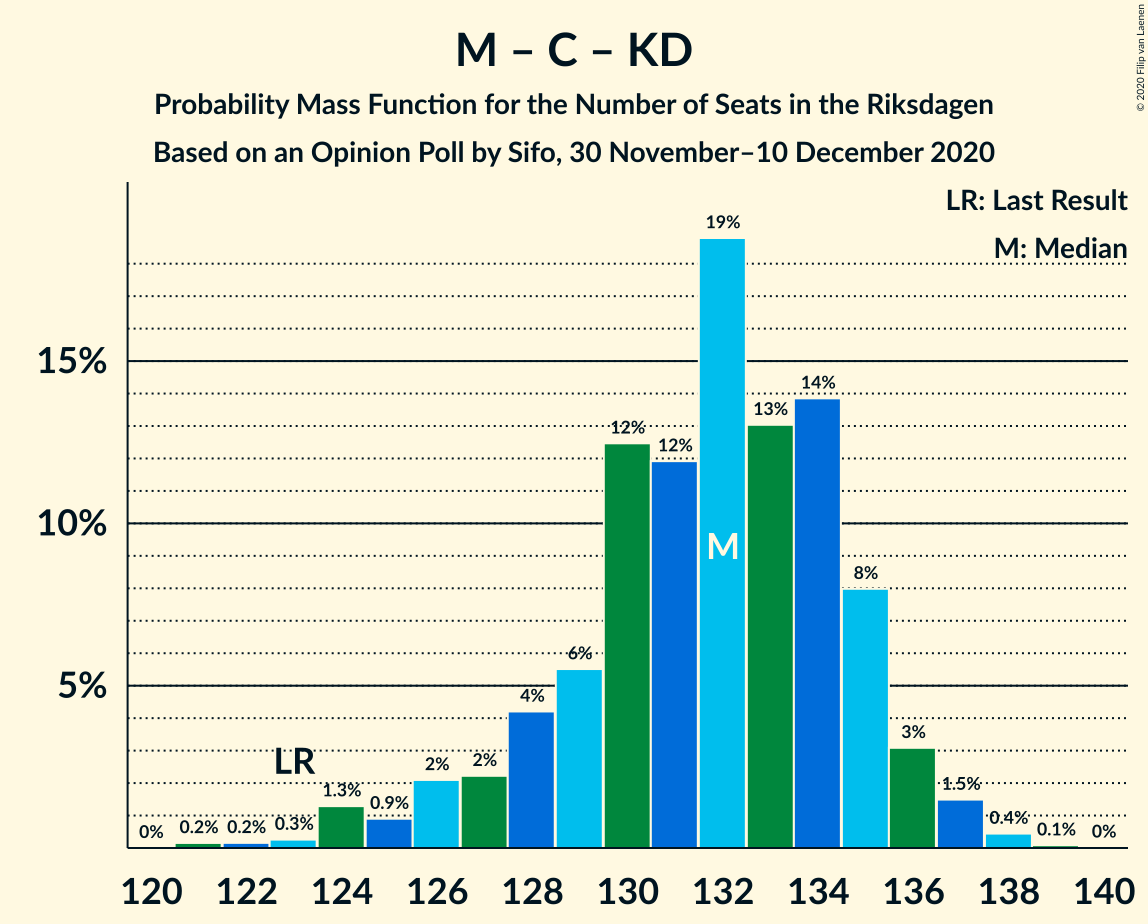 © 2020 Filip van Laenen
M – C – KD
Probability Mass Function for the Number of Seats in the Riksdagen
Based on an Opinion Poll by Sifo, 30 November–10 December 2020
LR: Last Result
M: Median
15%
10%
5%
0%
0.2%
0.2%
0.3%
LR
1.3%
0.9%
2%
2%
4%
6%
12%
12%
19%
M
13%
14%
8%
3%
1.5%
0.4%
0.1%
0%
120 122 124 126 128 130 132 134 136 138 140